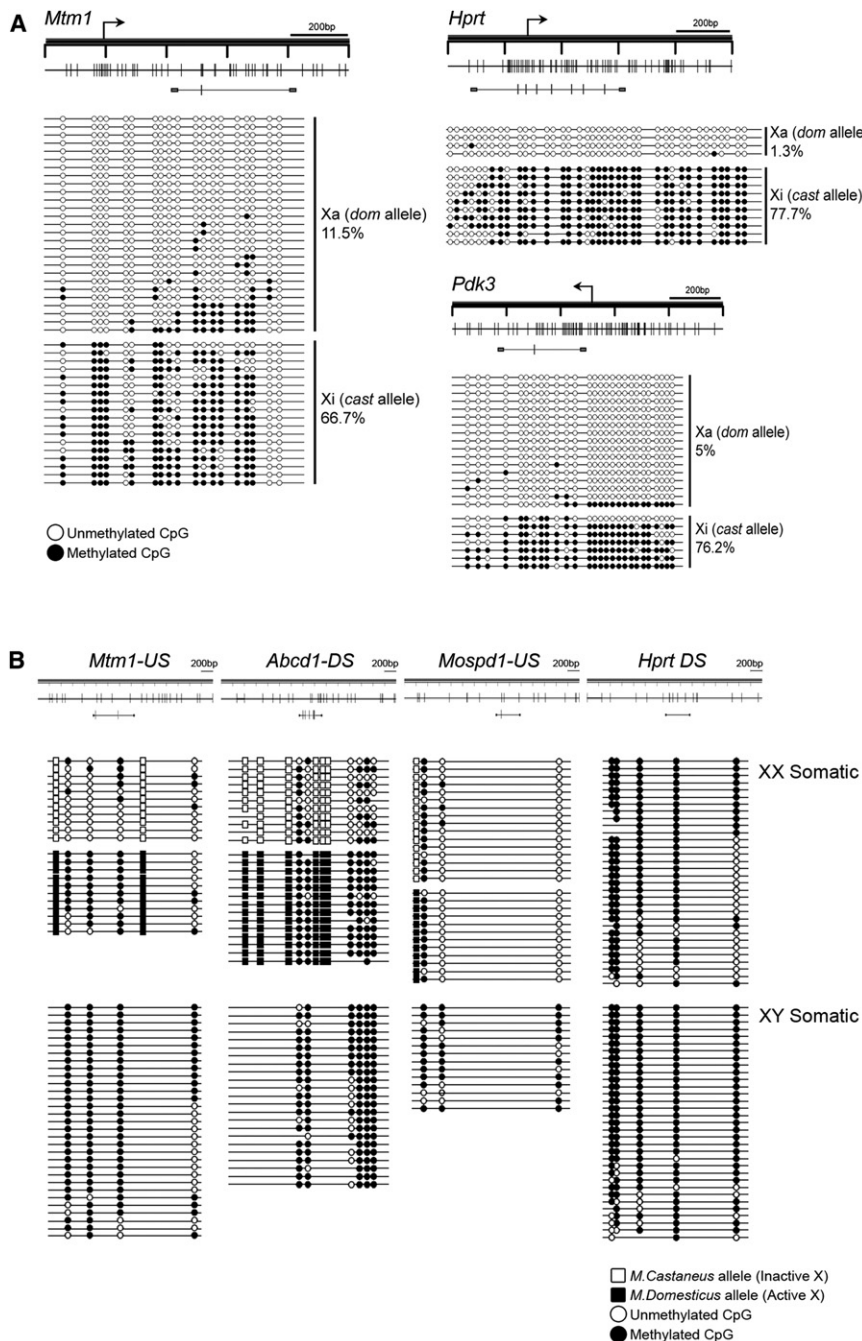 A
Mtm1
200bp
Xa (dom allele)
11.5%
Xi (cast allele)
66.7%
Unmethylated CpG
Methylated CpG
Hprt
200bp
Xa (dom allele
1.3%
Xi (cast allele)
77.7%
Pdk3
200bp
Xa (dom allele)
5%
Xi (cast allele)
76.2%
B
Mtm1-US
200bp
Abcd1-DS
200bp
Mospd1-US
200bp
Hprt DS
200bp
XX Somatic
XY Somatic
M.Castaneus allele (Inactive X)
M.Domesticus allele (Active X)
Unmethylated CpG
Methylated CpG